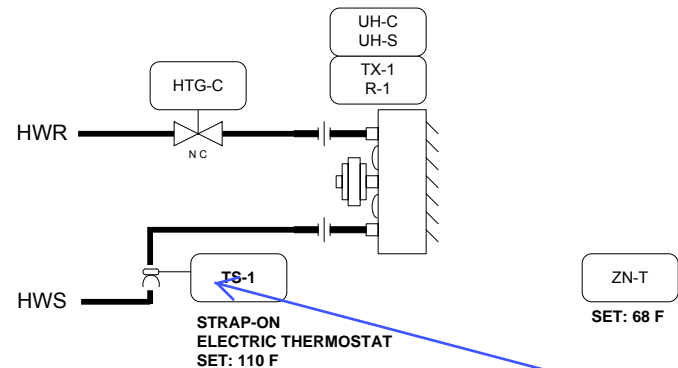 UH-C
UH-S
TX-1
R-1
HTG-C
HWR
N C
TS-1
HWS
STRAP-ON
ELECTRIC THERMOSTAT
SET: 110 F
ZN-T
SET: 68 F